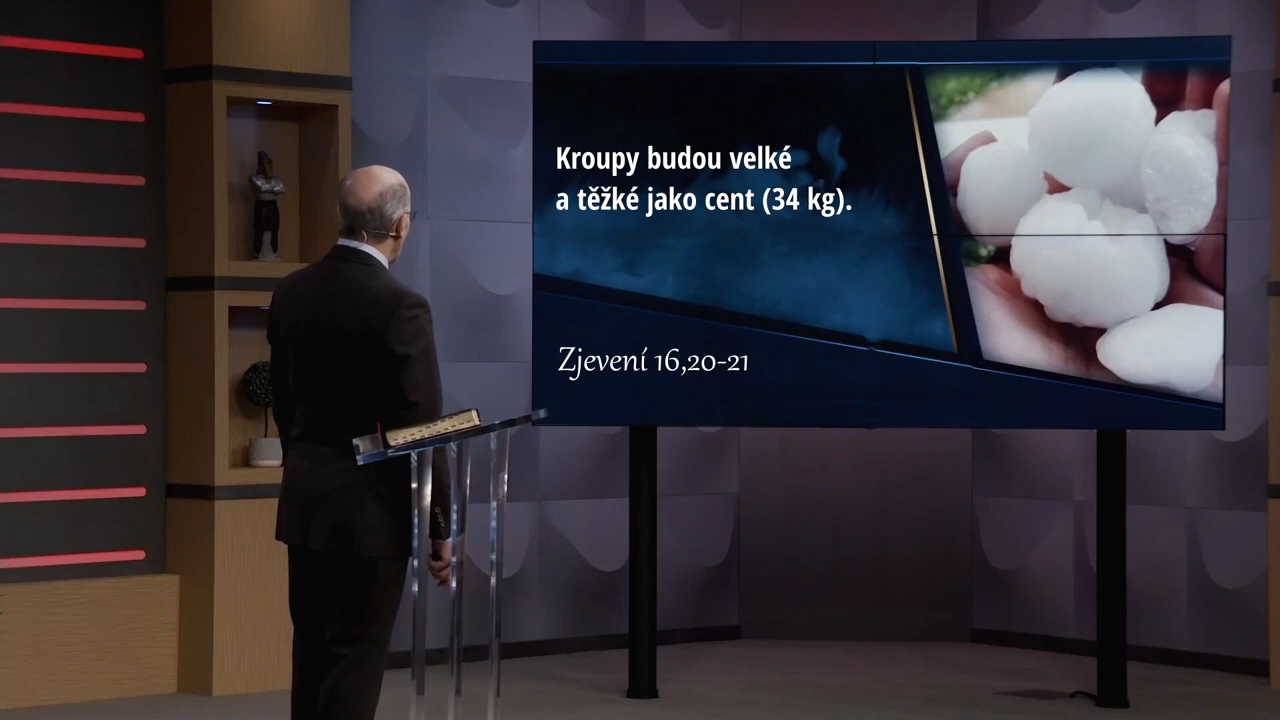 Kroupy budou velké
a těžké jako cent (34 kg).
Zjevení 16,20-21